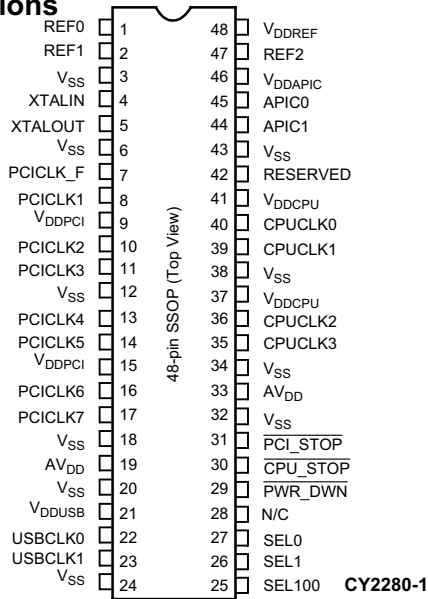 ions
REF0 1 48 VDDREF
REF1 2 47 REF2
VSS 3 46 VDDAPIC
XTALIN 4 45 APIC0
XTALOUT 5 44 APIC1
VSS 6 43 VSS
PCICLK_F 7 42 RESERVED
PCICLK1 8 41 VDDCPU
VDDPCI 9 40 CPUCLK0
PCICLK2 10 39 CPUCLK1
PCICLK3 11 38 VSS
VSS 12 37 VDDCPU
PCICLK4 13 36 CPUCLK2
PCICLK5 14 35 CPUCLK3
VDDPCI 15 34 VSS
PCICLK6 16 33 AVDD
PCICLK7 17 32 VSS
VSS 18 31 PCI_STOP
AVDD 19 30 CPU_STOP
VSS 20 29 PWR_DWN
VDDUSB 21 28 N/C
USBCLK0 22 27 SEL0
USBCLK1 23 26 SEL1
VSS 24 25 SEL100 CY2280-1
48-pin SSOP (Top View)